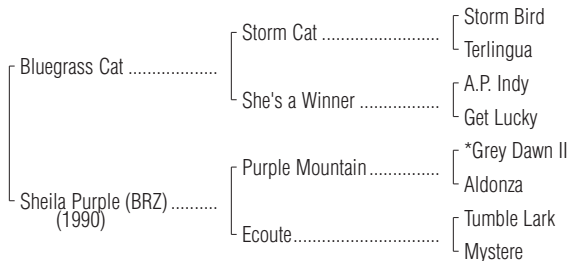 Storm Bird
Storm Cat ........................
Terlingua
Bluegrass Cat ..................
A.P. Indy
She's a Winner ................
Get Lucky
*Grey Dawn II
Purple Mountain ..............
Aldonza
Sheila Purple (BRZ) ..........
(1990)
Tumble Lark
Ecoute.............................
Mystere